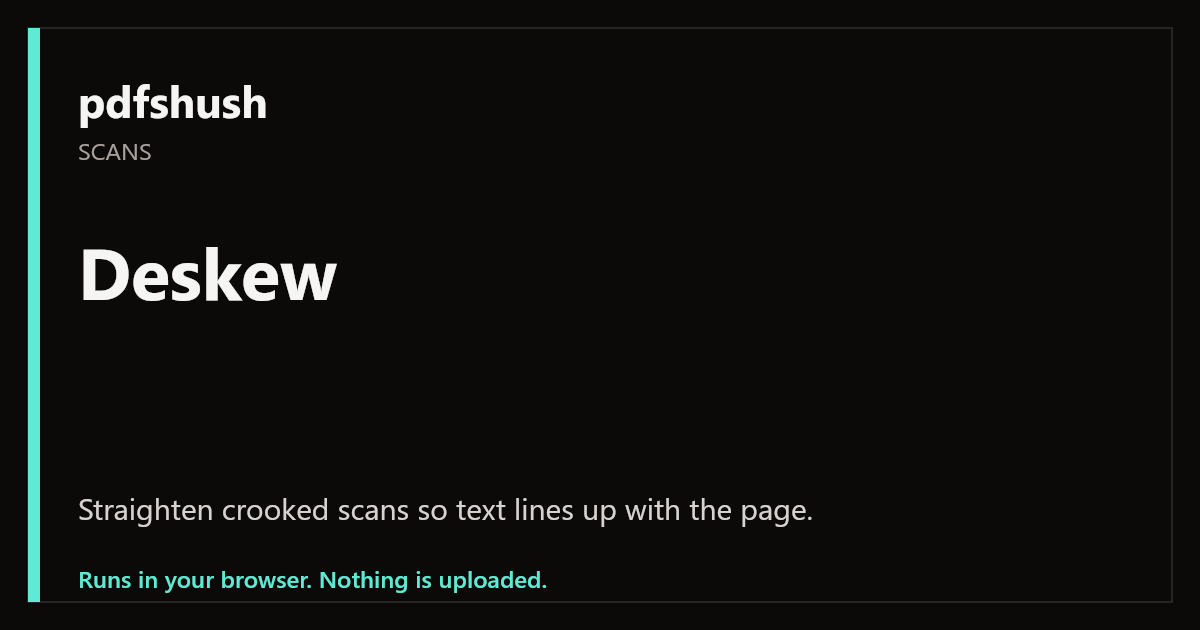 pdfshush
SCANS
Deskew
Straighten crooked scans so text lines up with the page.
Runs in your browser. Nothing is uploaded.